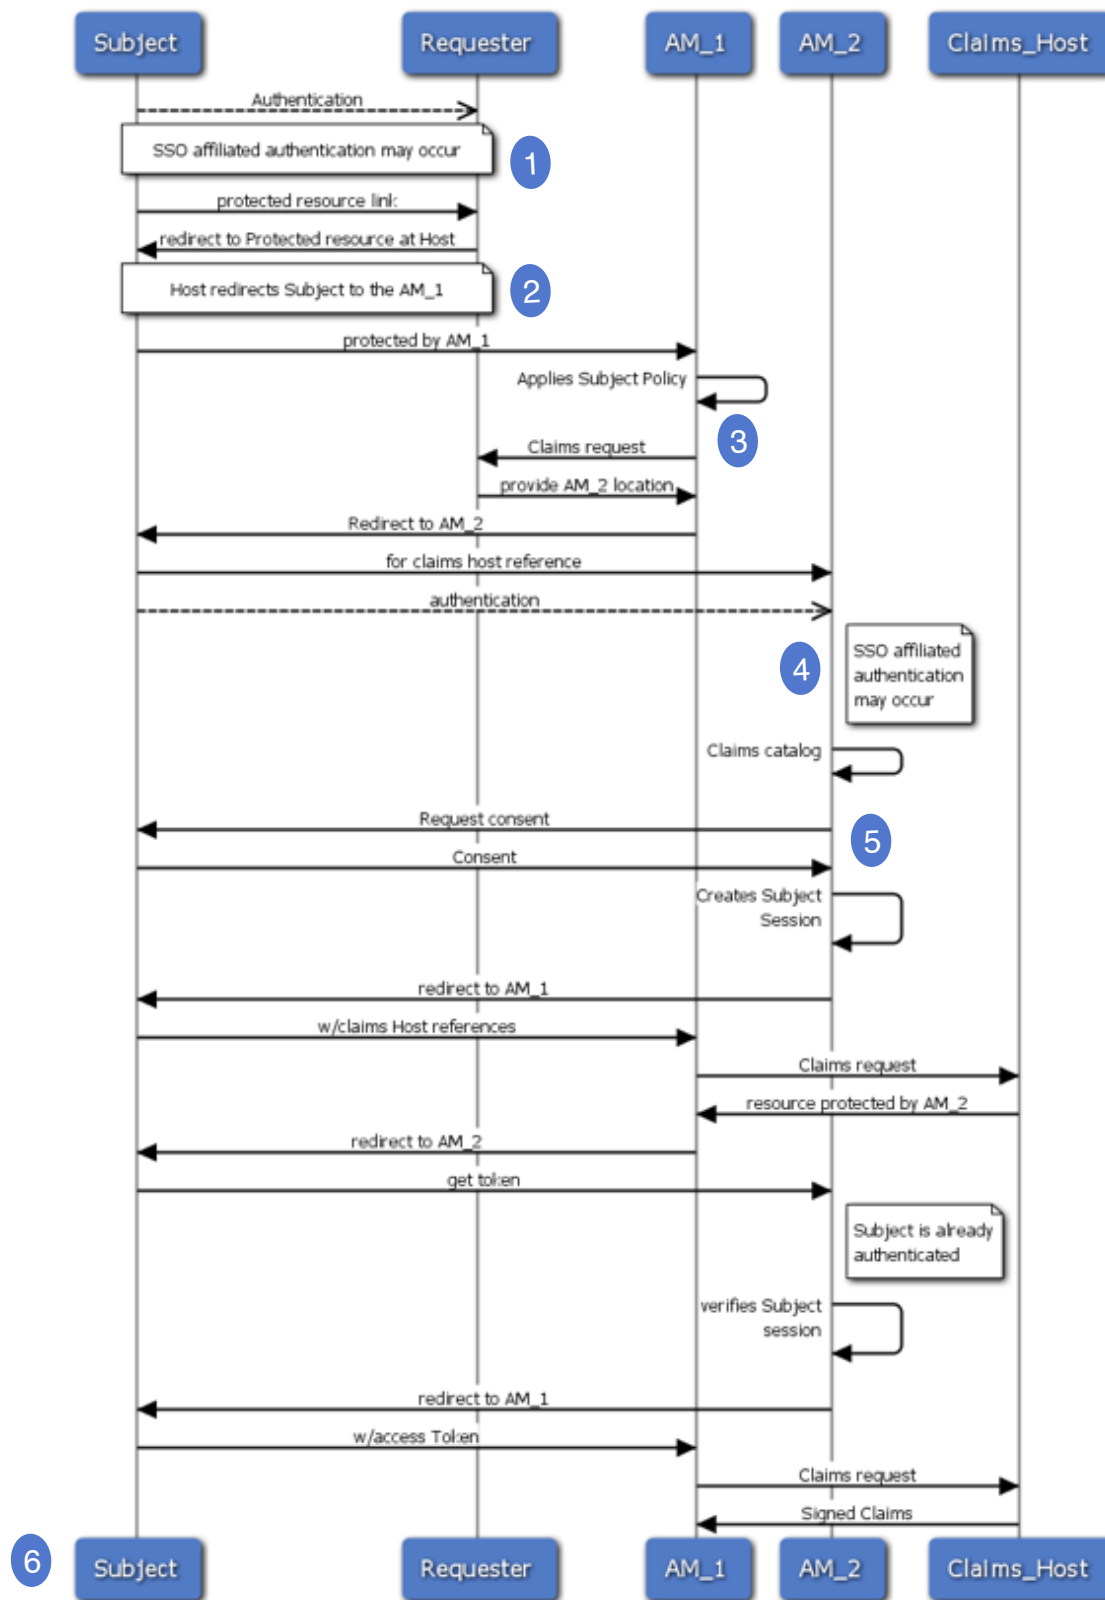 Subject
Requester
AM_1
AM_2
Claims_Host
Authentication
SSO affiliated authentication may occur
1
protected resource link
redirect to Protected resource at Host
Host redirects Subject to the AM_1
2
protected by AM_1
Applies Subject Policy
3
Claims request
provide AM_2 location
Redirect to AM_2
for claims host reference
authentication
4
SSO affiliated
authentication
may occur
Claims catalog
Request consent
5
Consent
Creates Subject
Session
redirect to AM_1
w/claims Host references
Claims request
resource protected by AM_2
redirect to AM_2
get token
Subject is already
authenticated
verifies Subject
session
redirect to AM_1
w/access Token
Claims request
Signed Claims
6
Subject
Requester
AM_1
AM_2
Claims_Host